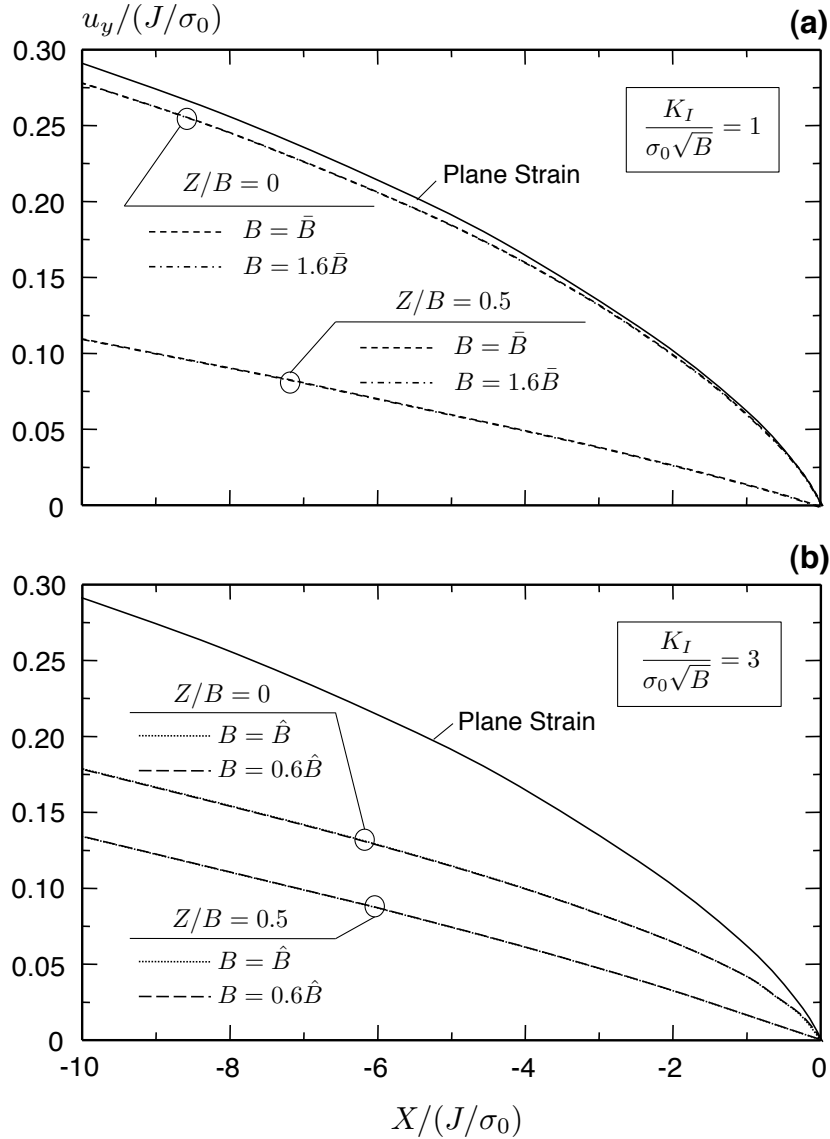 u_y/(J/σ_0)
(a)
0.30
0.25
0.20
0.15
0.10
0.05
0
K_I/(σ_0√B) = 1
Plane Strain
Z/B = 0
B = B̄
B = 1.6B̄
Z/B = 0.5
B = B̄
B = 1.6B̄
(b)
0.30
0.25
0.20
0.15
0.10
0.05
0
K_I/(σ_0√B) = 3
Z/B = 0
B = B̂
B = 0.6B̂
Plane Strain
Z/B = 0.5
B = B̂
B = 0.6B̂
-10 -8 -6 -4 -2 0
X/(J/σ_0)